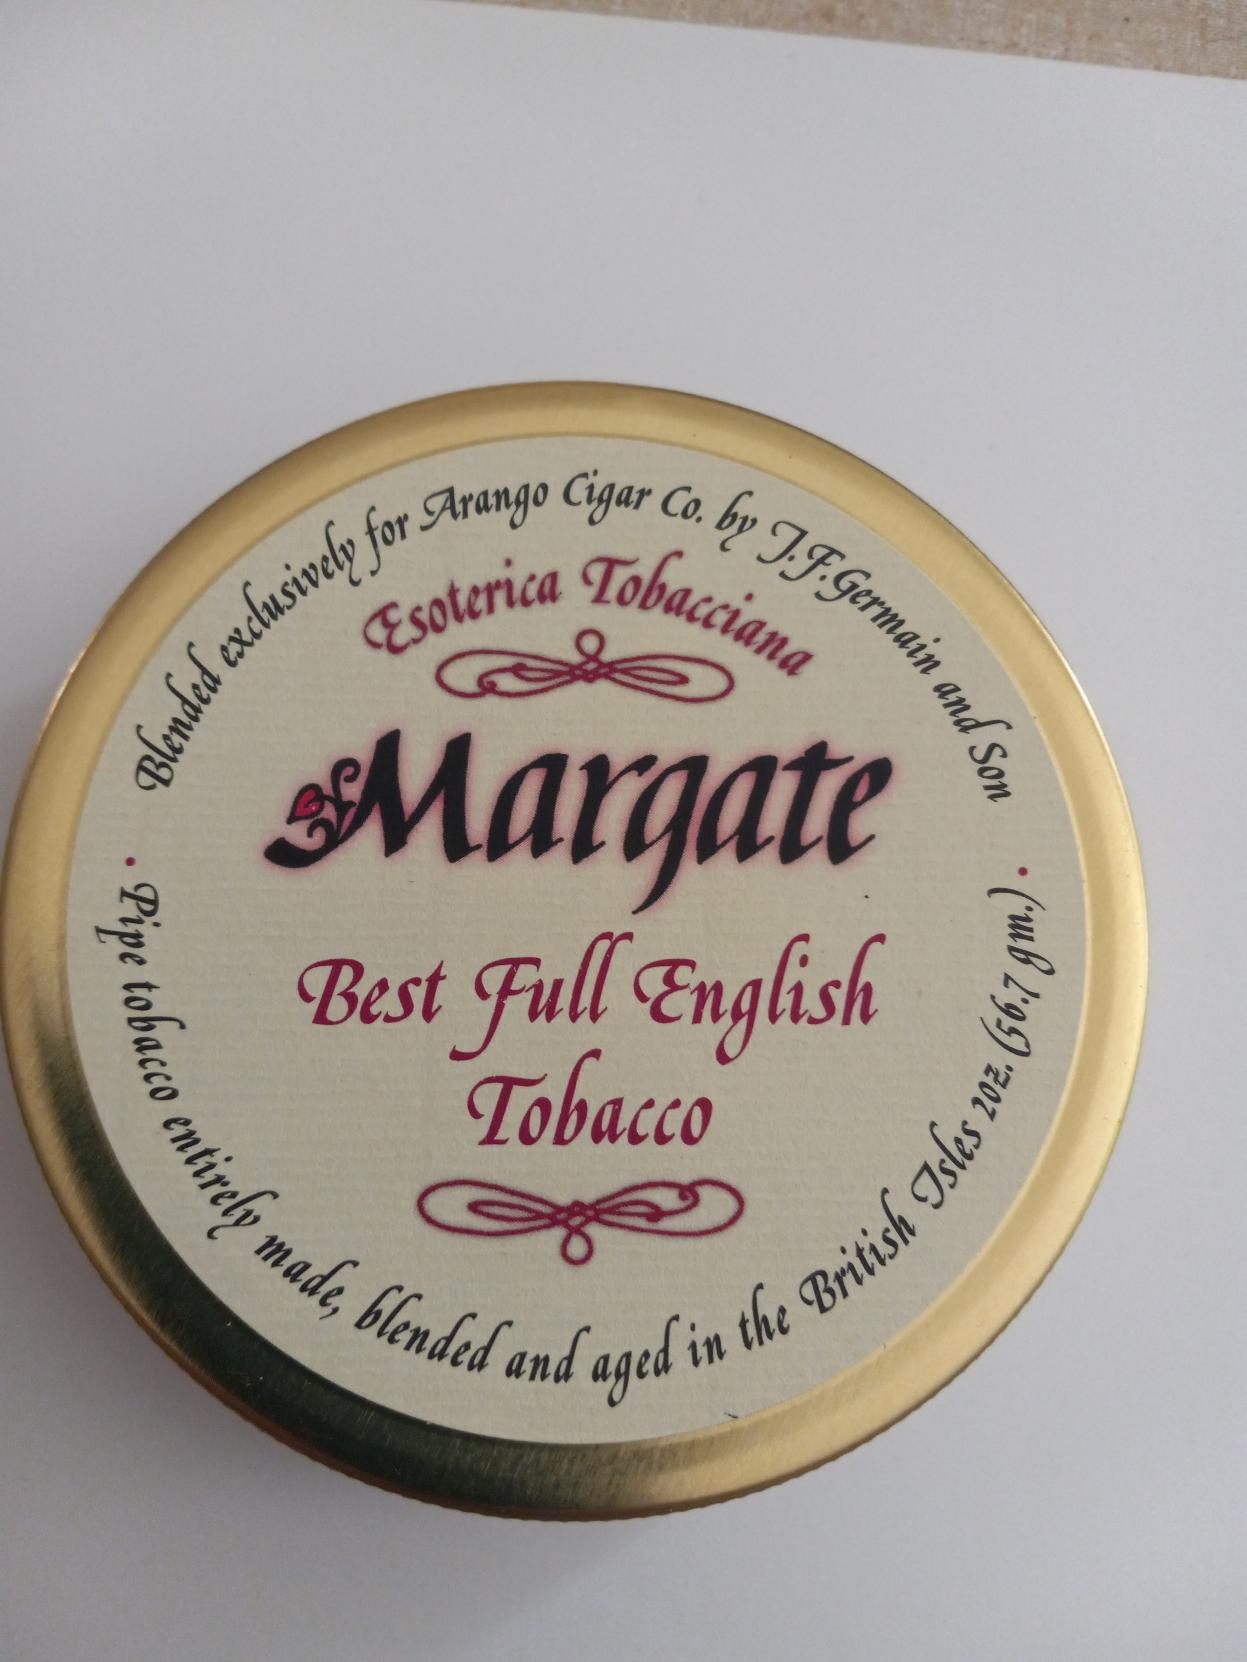 Blended exclusively for Arango Cigar Co. by J.F.Germain and Son
Esoterica Tobacciana
Margate
Best Full English
Tobacco
• Pipe tobacco entirely made, blended and aged in the British Isles 2oz. (56.7 gm.) •